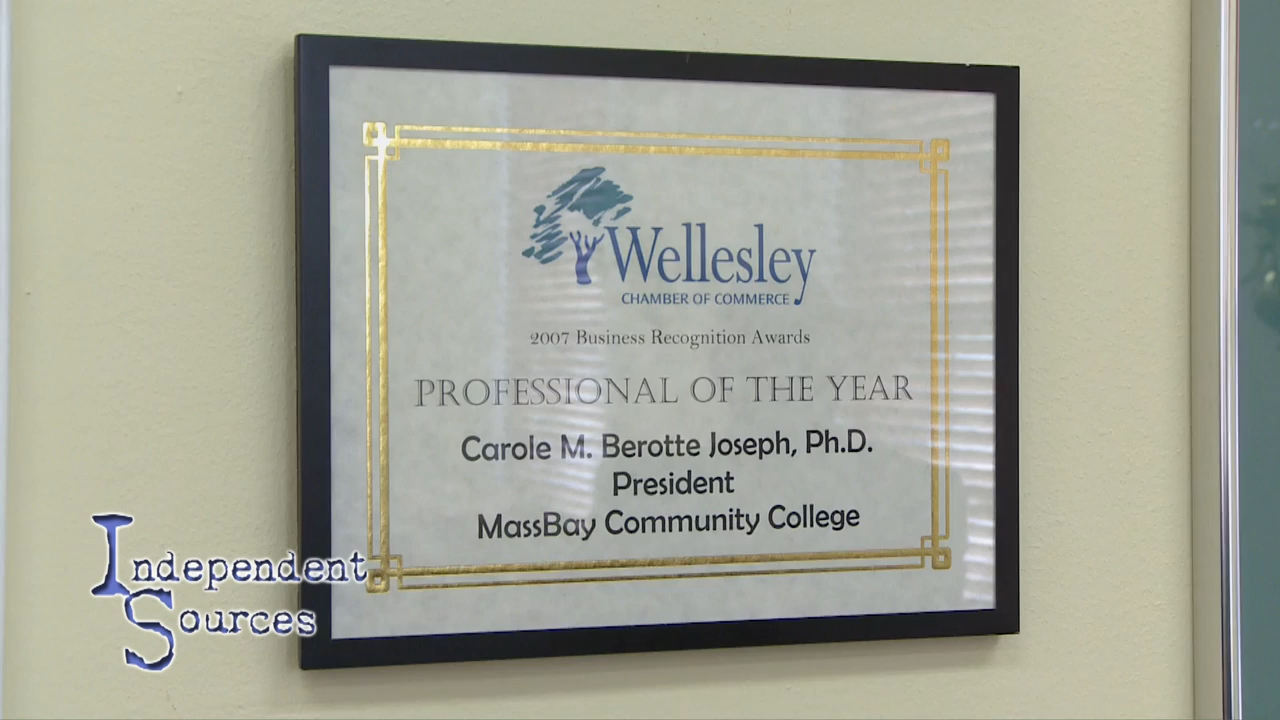 Wellesley
CHAMBER OF COMMERCE
2007 Business Recognition Awards
PROFESSIONAL OF THE YEAR
Carole M. Berotte Joseph, Ph.D.
President
MassBay Community College
Independent
Sources